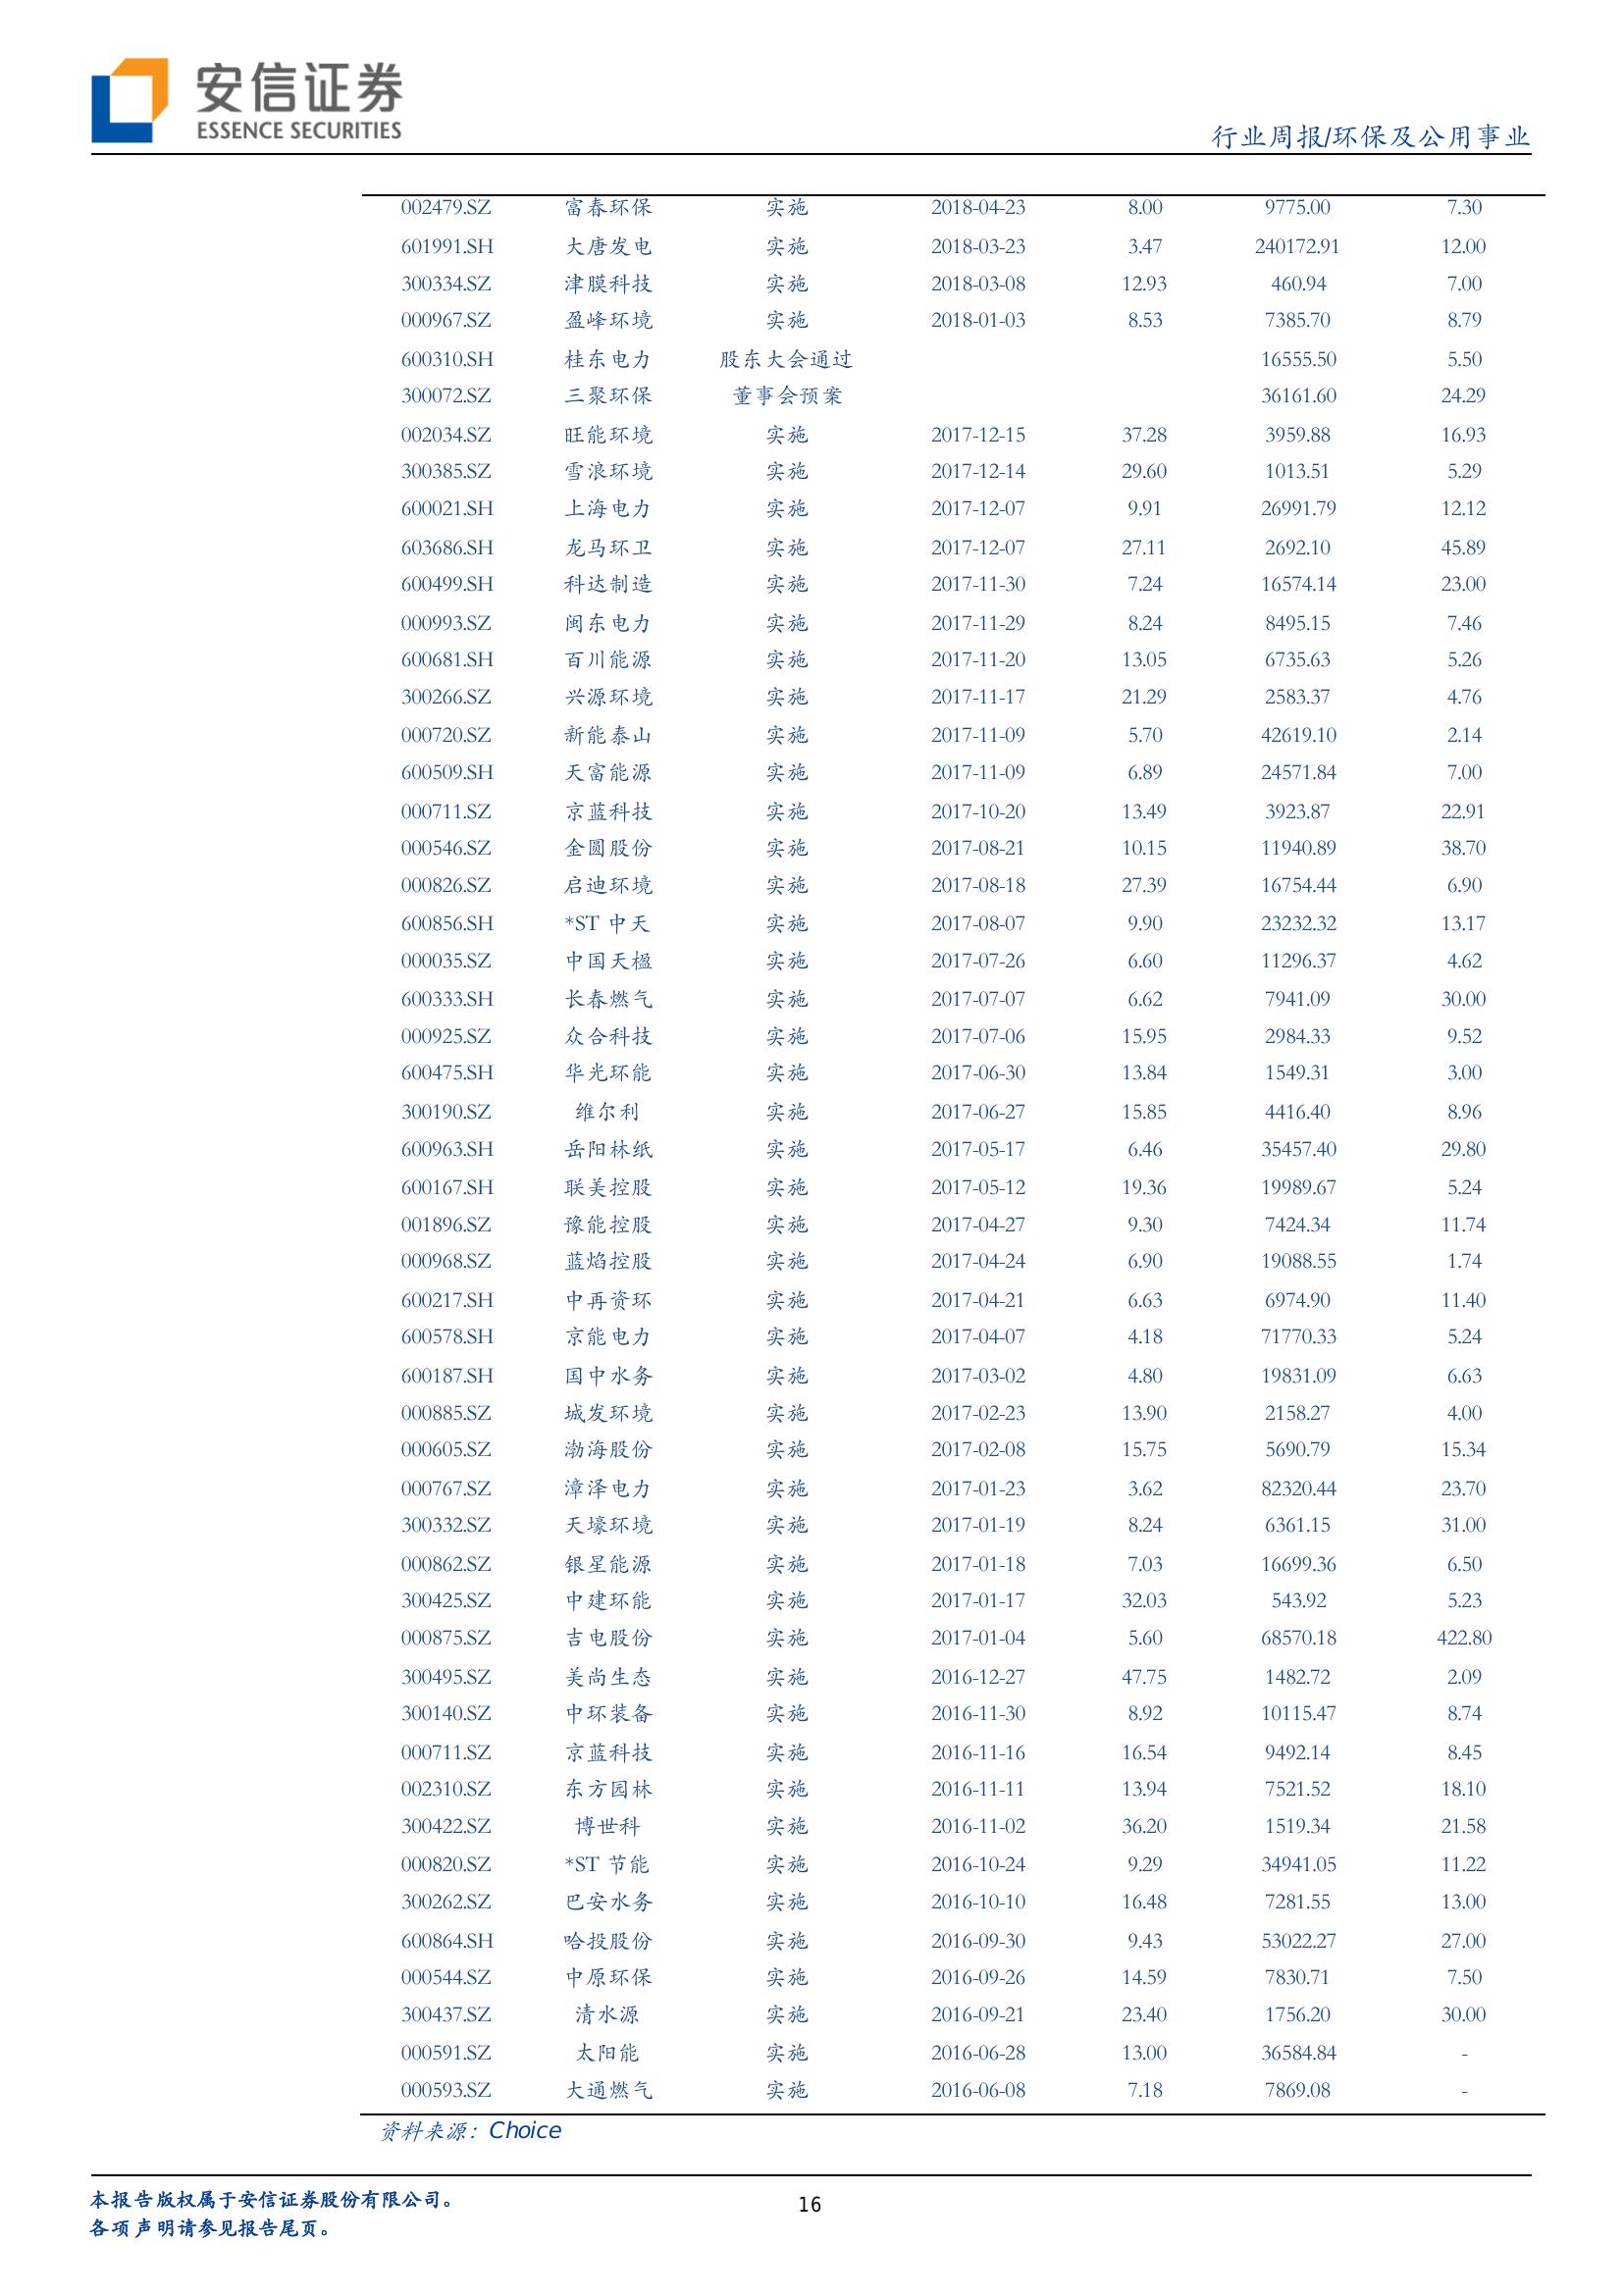 安信证券
ESSENCE SECURITIES
行业周报/环保及公用事业
002479.SZ 富春环保 实施 2018-04-23 8.00 9775.00 7.30
601991.SH 大唐发电 实施 2018-03-23 3.47 240172.91 12.00
300334.SZ 津膜科技 实施 2018-03-08 12.93 460.94 7.00
000967.SZ 盈峰环境 实施 2018-01-03 8.53 7385.70 8.79
600310.SH 桂东电力 股东大会通过 16555.50 5.50
300072.SZ 三聚环保 董事会预案 36161.60 24.29
002034.SZ 旺能环境 实施 2017-12-15 37.28 3959.88 16.93
300385.SZ 雪浪环境 实施 2017-12-14 29.60 1013.51 5.29
600021.SH 上海电力 实施 2017-12-07 9.91 26991.79 12.12
603686.SH 龙马环卫 实施 2017-12-07 27.11 2692.10 45.89
600499.SH 科达制造 实施 2017-11-30 7.24 16574.14 23.00
000993.SZ 闽东电力 实施 2017-11-29 8.24 8495.15 7.46
600681.SH 百川能源 实施 2017-11-20 13.05 6735.63 5.26
300266.SZ 兴源环境 实施 2017-11-17 21.29 2583.37 4.76
000720.SZ 新能泰山 实施 2017-11-09 5.70 42619.10 2.14
600509.SH 天富能源 实施 2017-11-09 6.89 24571.84 7.00
000711.SZ 京蓝科技 实施 2017-10-20 13.49 3923.87 22.91
000546.SZ 金圆股份 实施 2017-08-21 10.15 11940.89 38.70
000826.SZ 启迪环境 实施 2017-08-18 27.39 16754.44 6.90
600856.SH *ST 中天 实施 2017-08-07 9.90 23232.32 13.17
000035.SZ 中国天楹 实施 2017-07-26 6.60 11296.37 4.62
600333.SH 长春燃气 实施 2017-07-07 6.62 7941.09 30.00
000925.SZ 众合科技 实施 2017-07-06 15.95 2984.33 9.52
600475.SH 华光环能 实施 2017-06-30 13.84 1549.31 3.00
300190.SZ 维尔利 实施 2017-06-27 15.85 4416.40 8.96
600963.SH 岳阳林纸 实施 2017-05-17 6.46 35457.40 29.80
600167.SH 联美控股 实施 2017-05-12 19.36 19989.67 5.24
001896.SZ 豫能控股 实施 2017-04-27 9.30 7424.34 11.74
000968.SZ 蓝焰控股 实施 2017-04-24 6.90 19088.55 1.74
600217.SH 中再资环 实施 2017-04-21 6.63 6974.90 11.40
600578.SH 京能电力 实施 2017-04-07 4.18 71770.33 5.24
600187.SH 国中水务 实施 2017-03-02 4.80 19831.09 6.63
000885.SZ 城发环境 实施 2017-02-23 13.90 2158.27 4.00
000605.SZ 渤海股份 实施 2017-02-08 15.75 5690.79 15.34
000767.SZ 漳泽电力 实施 2017-01-23 3.62 82320.44 23.70
300332.SZ 天壕环境 实施 2017-01-19 8.24 6361.15 31.00
000862.SZ 银星能源 实施 2017-01-18 7.03 16699.36 6.50
300425.SZ 中建环能 实施 2017-01-17 32.03 543.92 5.23
000875.SZ 吉电股份 实施 2017-01-04 5.60 68570.18 422.80
300495.SZ 美尚生态 实施 2016-12-27 47.75 1482.72 2.09
300140.SZ 中环装备 实施 2016-11-30 8.92 10115.47 8.74
000711.SZ 京蓝科技 实施 2016-11-16 16.54 9492.14 8.45
002310.SZ 东方园林 实施 2016-11-11 13.94 7521.52 18.10
300422.SZ 博世科 实施 2016-11-02 36.20 1519.34 21.58
000820.SZ *ST 节能 实施 2016-10-24 9.29 34941.05 11.22
300262.SZ 巴安水务 实施 2016-10-10 16.48 7281.55 13.00
600864.SH 哈投股份 实施 2016-09-30 9.43 53022.27 27.00
000544.SZ 中原环保 实施 2016-09-26 14.59 7830.71 7.50
300437.SZ 清水源 实施 2016-09-21 23.40 1756.20 30.00
000591.SZ 太阳能 实施 2016-06-28 13.00 36584.84 -
000593.SZ 大通燃气 实施 2016-06-08 7.18 7869.08 -
资料来源：Choice
本报告版权属于安信证券股份有限公司。
16
各项声明请参见报告尾页。